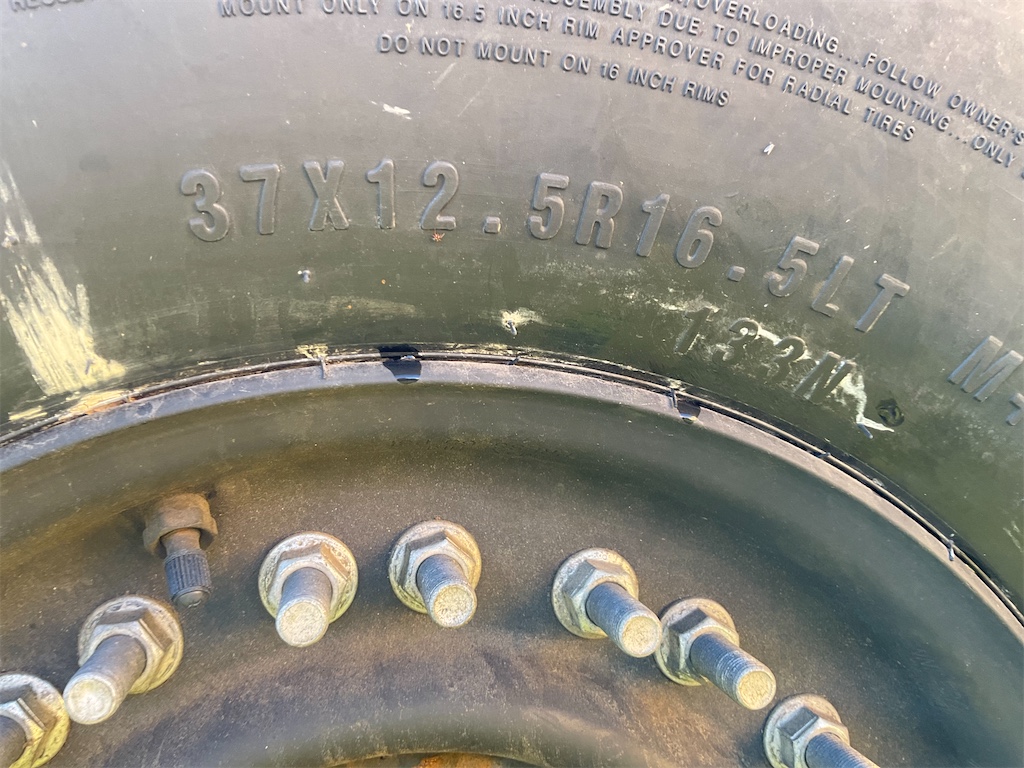 OVERLOADING...FOLLOW OWNER'S
ASSEMBLY DUE TO IMPROPER MOUNTING...ONLY
MOUNT ONLY ON 16.5 INCH RIM APPROVER FOR RADIAL TIRES
DO NOT MOUNT ON 16 INCH RIMS
37X12.5R16.5LT M+
133N